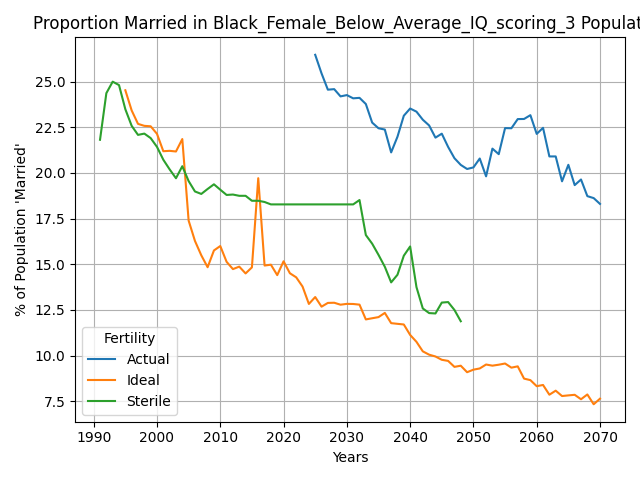 Proportion Married in Black_Female_Below_Average_IQ_scoring_3 Populat
% of Population 'Married'
25.0
22.5
20.0
17.5
15.0
12.5
10.0
7.5
Fertility
Actual
Ideal
Sterile
1990 2000 2010 2020 2030 2040 2050 2060 2070
Years